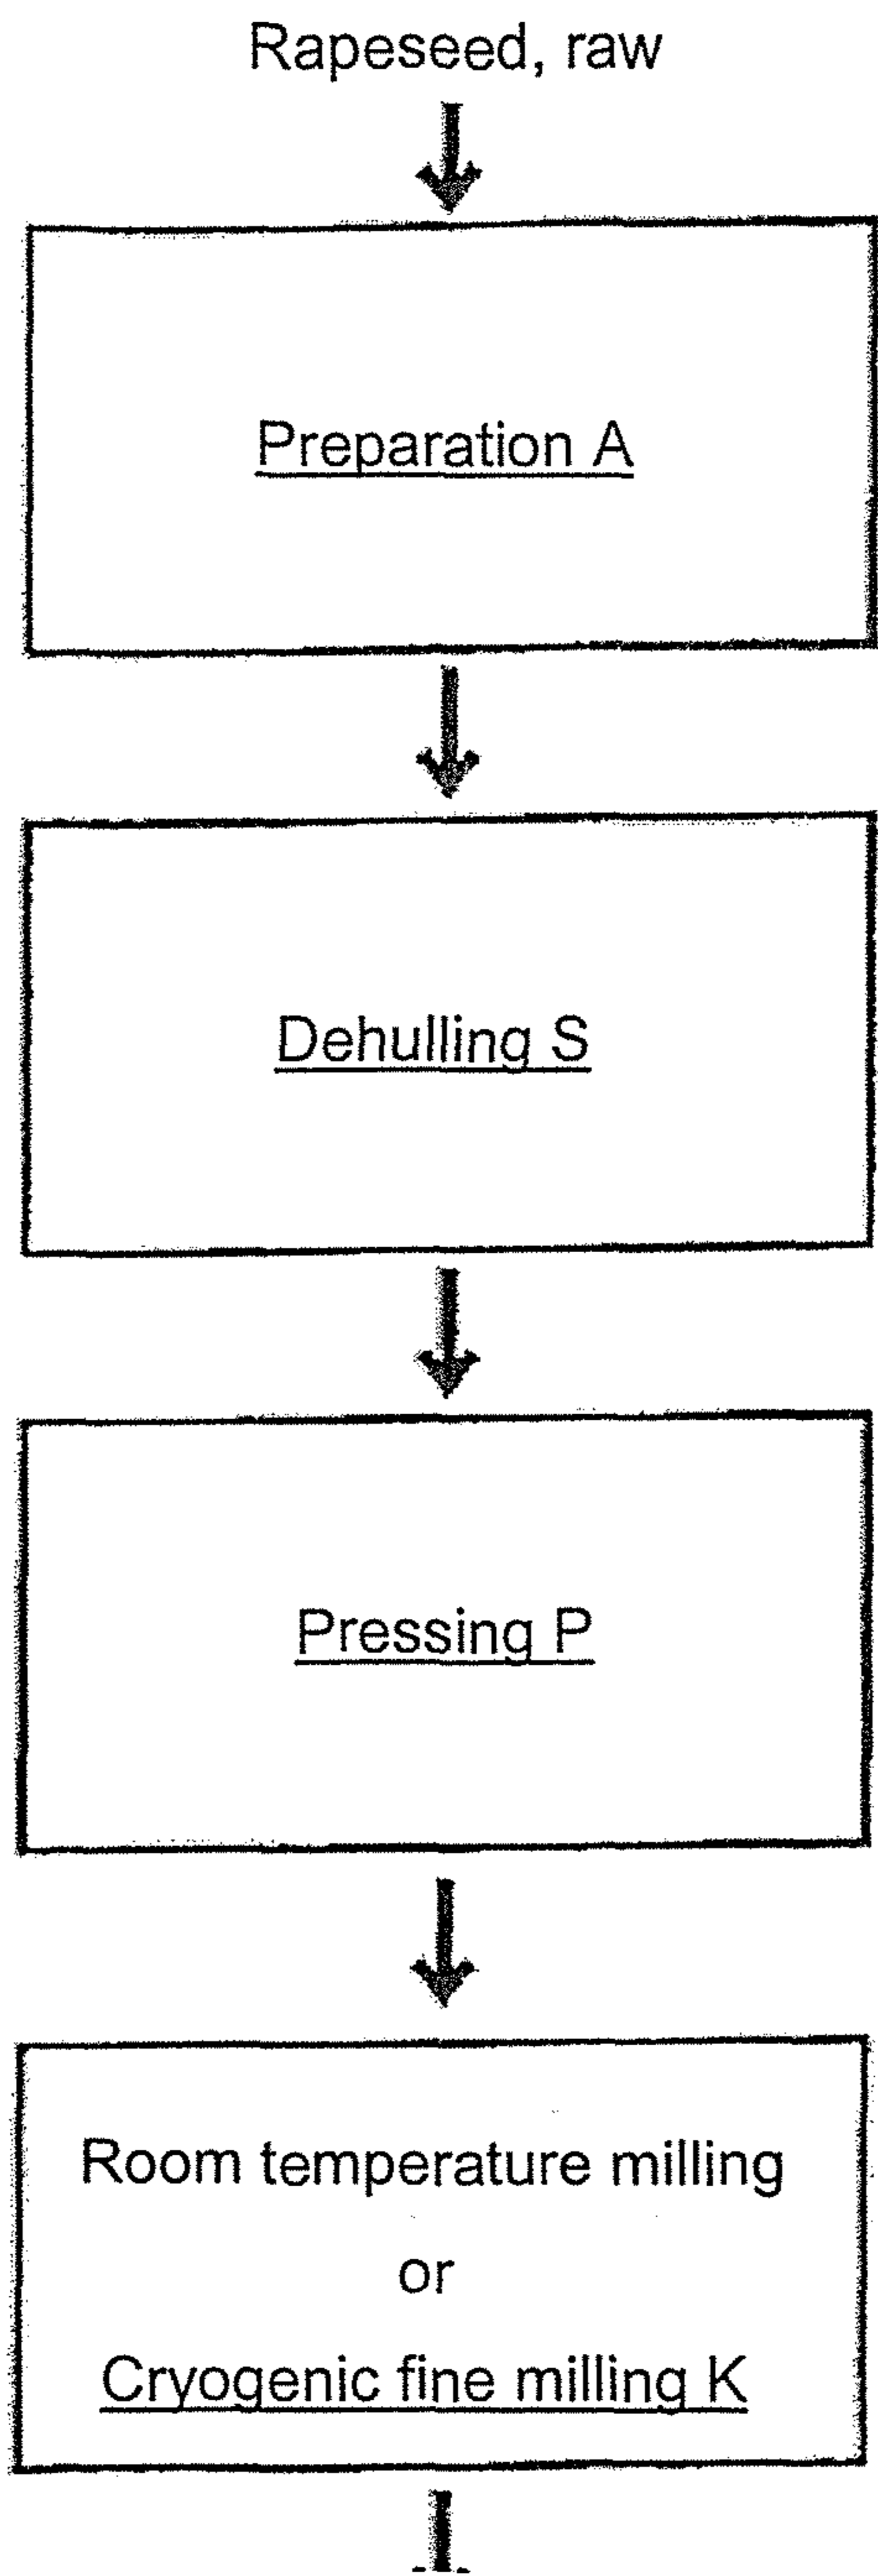 Rapeseed, raw
Preparation A
Dehulling S
Pressing P
Room temperature milling
or
Cryogenic fine milling K